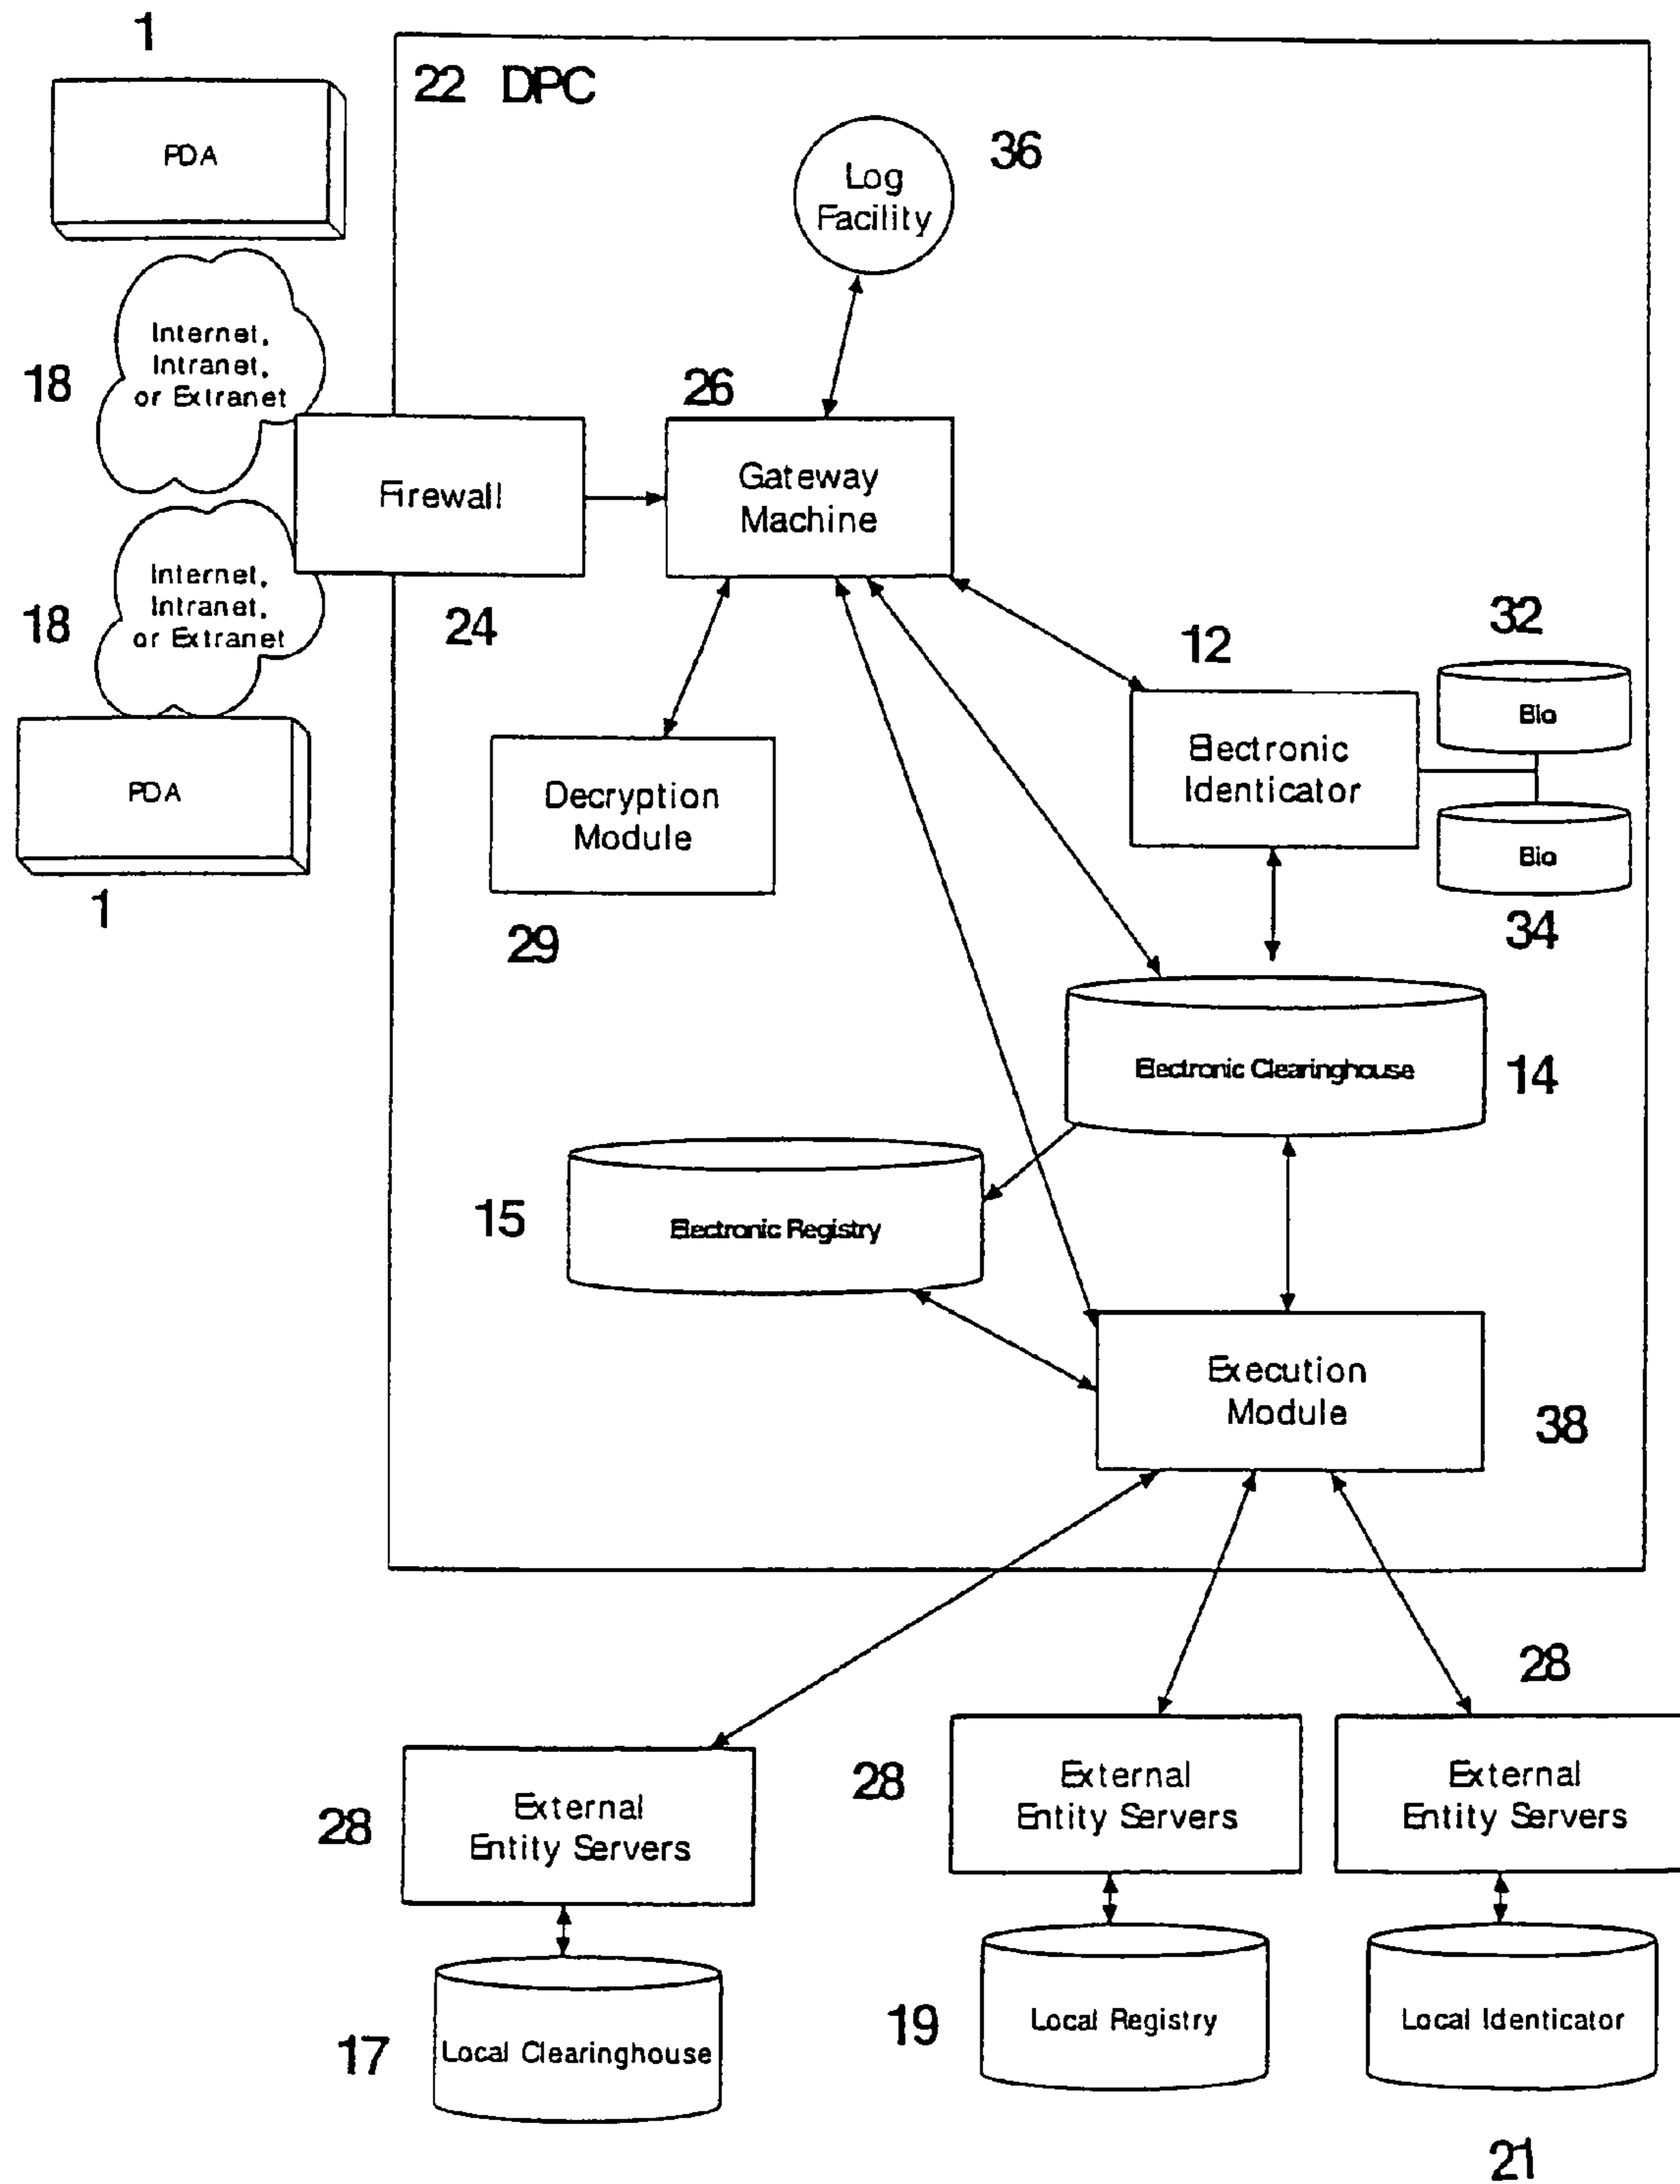 1
22 DPC
PDA
36
Log
Facility
18
Internet,
Intranet,
or Extranet
26
Firewall
Gateway
Machine
18
Internet,
Intranet,
or Extranet
24
12
32
Bio
PDA
1
Decryption
Module
29
Electronic
Identicator
Bio
34
Electronic Clearinghouse
14
15
Electronic Registry
Execution
Module
38
28
28
External
Entity Servers
28
External
Entity Servers
External
Entity Servers
17
Local Clearinghouse
19
Local Registry
Local Identicator
21